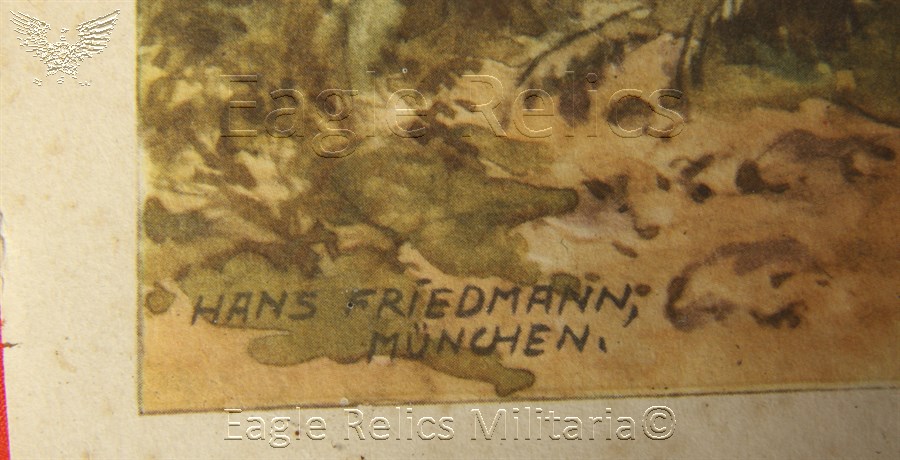 Eagle Relics
HANS FRIEDMANN,
MÜNCHEN.
Eagle Relics Militaria©